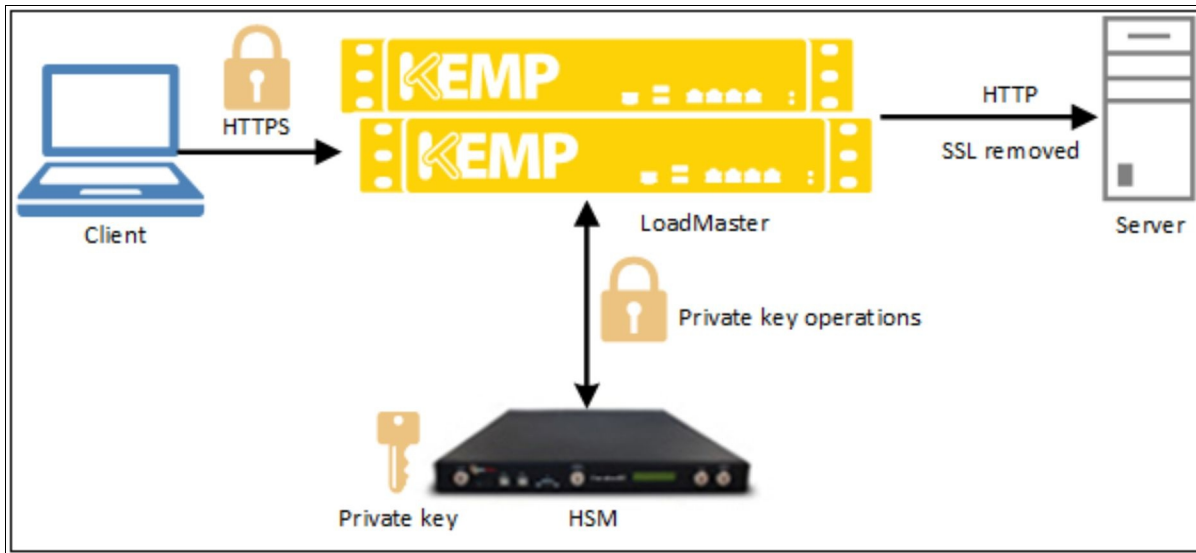 KEMP
HTTPS
HTTP
KEMP
SSL removed
LoadMaster
Client
Server
Private key operations
Private key
HSM